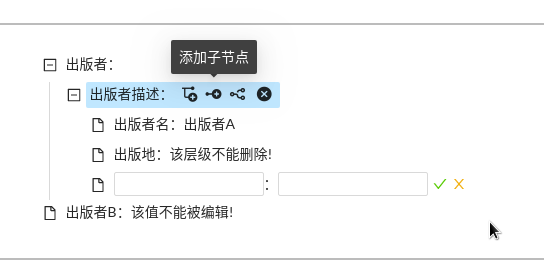 添加子节点
出版者：
出版者描述：
出版者名：出版者A
出版地：该层级不能删除!
：
出版者B：该值不能被编辑!